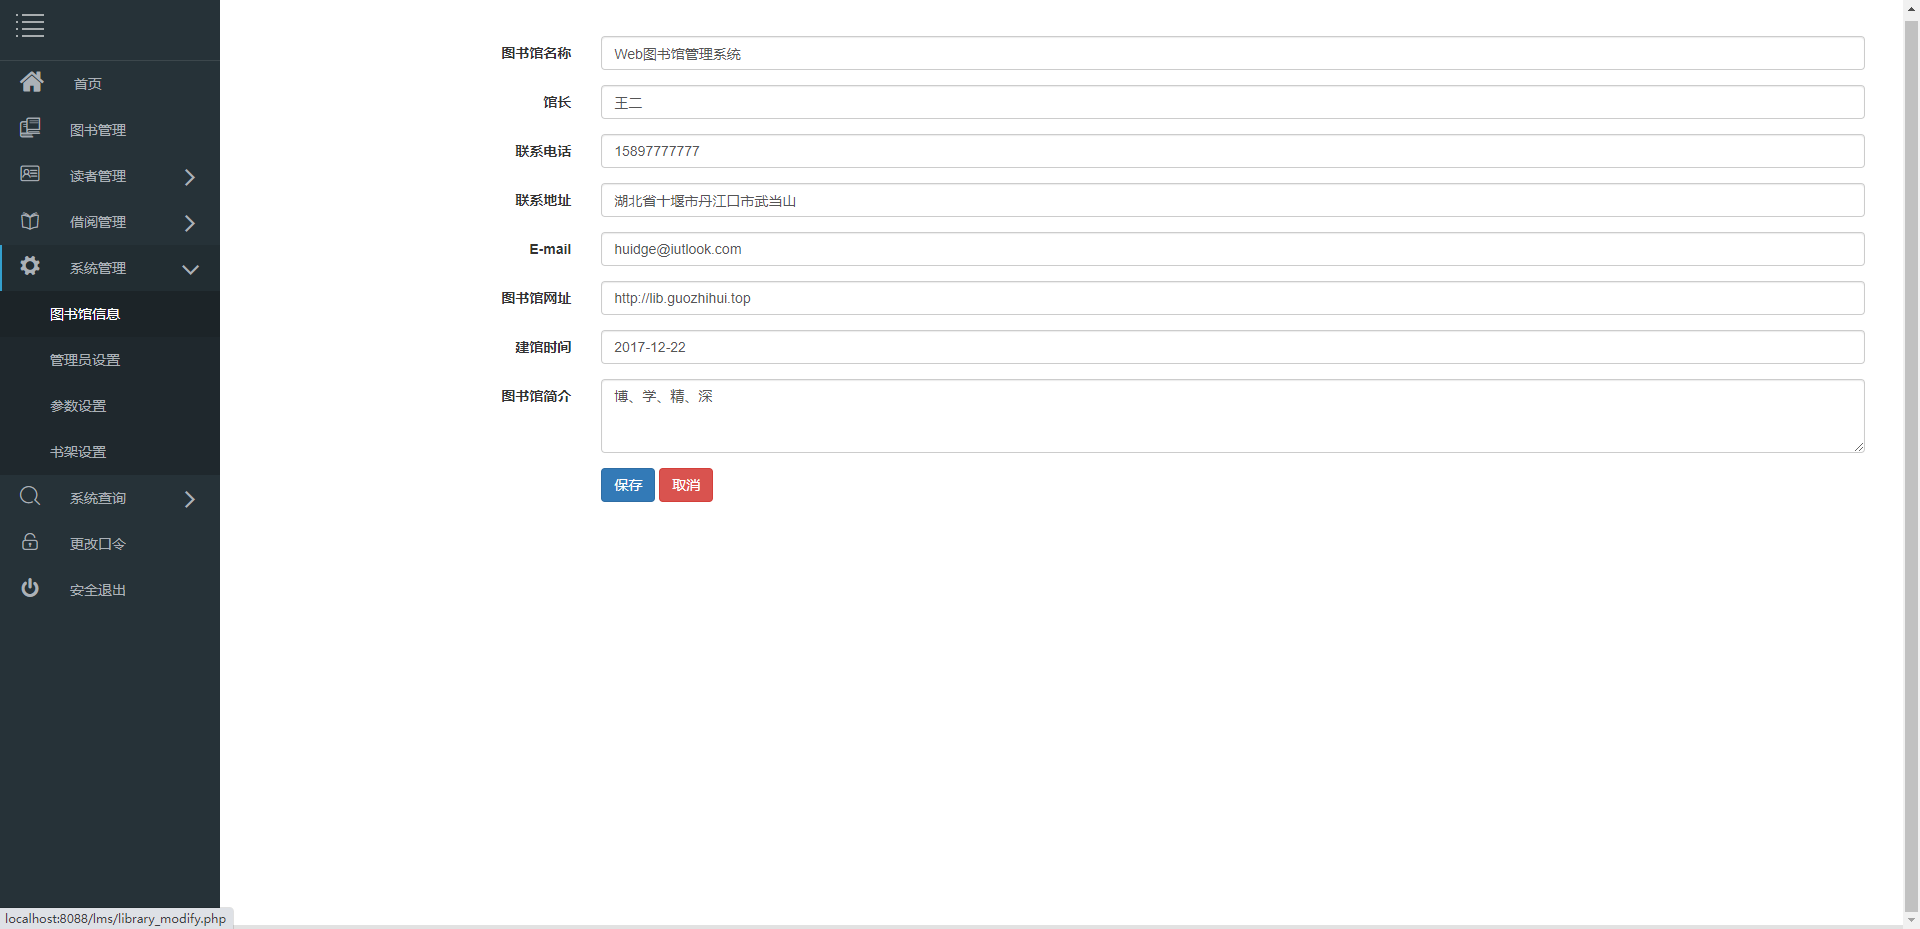 首页
图书管理
读者管理
借阅管理
系统管理
图书馆信息
管理员设置
参数设置
书架设置
系统查询
更改口令
安全退出
图书馆名称 Web图书馆管理系统
馆长 王二
联系电话 15897777777
联系地址 湖北省十堰市丹江口市武当山
E-mail huidge@iutlook.com
图书馆网址 http://lib.guozhihui.top
建馆时间 2017-12-22
图书馆简介 博、学、精、深
保存 取消
localhost:8088/lms/library_modify.php